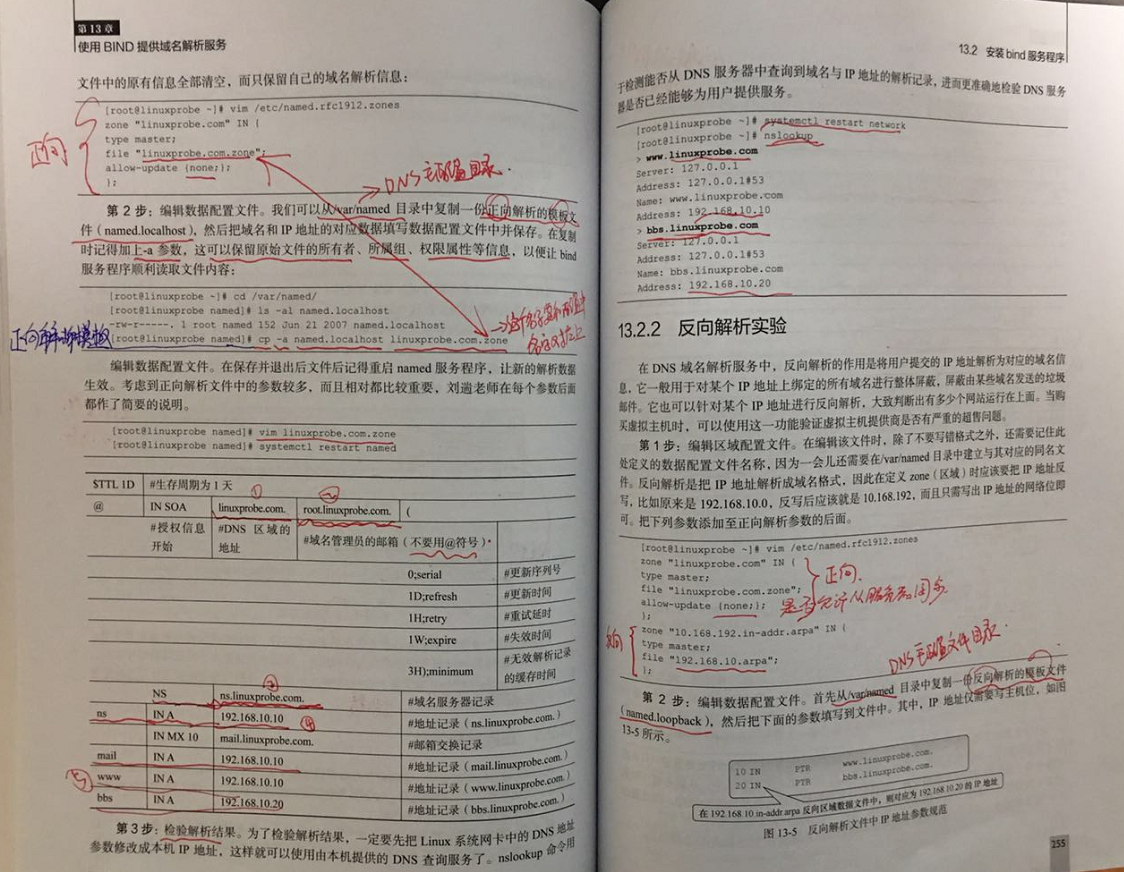 第13章
使用 BIND 提供域名解析服务
文件中的原有信息全部清空，而只保留自己的域名解析信息：
[root@linuxprobe ~]# vim /etc/named.rfc1912.zones
zone "linuxprobe.com" IN {
type master;
file "linuxprobe.com.zone";
allow-update {none;};
};
正向
DNS主配置目录.
第 2 步：编辑数据配置文件。我们可以从/var/named 目录中复制一份正向解析的模板文
件（named.localhost），然后把域名和 IP 地址的对应数据填写数据配置文件中并保存。在复制
时记得加上-a 参数，这可以保留原始文件的所有者、所属组、权限属性等信息，以便让 bind
服务程序顺利读取文件内容：
[root@linuxprobe ~]# cd /var/named/
[root@linuxprobe named]# ls -al named.localhost
-rw-r-----. 1 root named 152 Jun 21 2007 named.localhost
正向解析模板
[root@linuxprobe named]# cp -a named.localhost linuxprobe.com.zone
编辑数据配置文件。在保存并退出后文件后记得重启 named 服务程序，让新的解析数据
生效。考虑到正向解析文件中的参数较多，而且相对都比较重要，刘遄老师在每个参数后面
都作了简要的说明。
[root@linuxprobe named]# vim linuxprobe.com.zone
[root@linuxprobe named]# systemctl restart named
$TTL 1D #生存周期为 1 天
@ IN SOA linuxprobe.com. root.linuxprobe.com. (
#授权信息 #DNS 区域的 #域名管理员的邮箱（不要用@符号）
开始 地址
0;serial #更新序列号
1D;refresh #更新时间
1H;retry #重试延时
1W;expire #失效时间
3H);minimum #无效解析记录
的缓存时间
NS ns.linuxprobe.com. #域名服务器记录
ns IN A 192.168.10.10 #地址记录（ns.linuxprobe.com.）
IN MX 10 mail.linuxprobe.com. #邮箱交换记录
mail IN A 192.168.10.10 #地址记录（mail.linuxprobe.com.）
www IN A 192.168.10.10 #地址记录（www.linuxprobe.com.）
bbs IN A 192.168.10.20 #地址记录（bbs.linuxprobe.com.）
第 3 步：检验解析结果。为了检验解析结果，一定要先把 Linux 系统网卡中的 DNS 地址
参数修改成本机 IP 地址，这样就可以使用由本机提供的 DNS 查询服务了。nslookup 命令用
13.2 安装 bind 服务程序
于检测能否从 DNS 服务器中查询到域名与 IP 地址的解析记录，进而更准确地检验 DNS 服务
器是否已经能够为用户提供服务。
[root@linuxprobe ~]# systemctl restart network
[root@linuxprobe ~]# nslookup
> www.linuxprobe.com
Server: 127.0.0.1
Address: 127.0.0.1#53
Name: www.linuxprobe.com
Address: 192.168.10.10
> bbs.linuxprobe.com
Server: 127.0.0.1
Address: 127.0.0.1#53
Name: bbs.linuxprobe.com
Address: 192.168.10.20
13.2.2 反向解析实验
在 DNS 域名解析服务中，反向解析的作用是将用户提交的 IP 地址解析为对应的域名信
息，它一般用于对某个 IP 地址上绑定的所有域名进行整体屏蔽，屏蔽由某些域名发送的垃圾
邮件。它也可以针对某个 IP 地址进行反向解析，大致判断出有多少个网站运行在上面。当购
买虚拟主机时，可以使用这一功能验证虚拟主机提供商是否有严重的超售问题。
第 1 步：编辑区域配置文件。在编辑该文件时，除了不要写错格式之外，还需要记住此
处定义的数据配置文件名称，因为一会儿还需要在/var/named 目录中建立与其对应的同名文
件。反向解析是把 IP 地址解析成域名格式，因此在定义 zone（区域）时应该要把 IP 地址反
写，比如原来是 192.168.10.0，反写后应该就是 10.168.192，而且只需写出 IP 地址的网络位即
可。把下列参数添加至正向解析参数的后面。
[root@linuxprobe ~]# vim /etc/named.rfc1912.zones
zone "linuxprobe.com" IN {
type master;
file "linuxprobe.com.zone";
allow-update {none;};
};
正向.
是否允许从服务器同步
zone "10.168.192.in-addr.arpa" IN {
type master;
file "192.168.10.arpa";
};
反向
DNS主配置文件目录.
第 2 步：编辑数据配置文件。首先从/var/named 目录中复制一份反向解析的模板文件
（named.loopback），然后把下面的参数填写到文件中。其中，IP 地址仅需要写主机位，如图
13-5 所示。
10 IN PTR www.linuxprobe.com.
20 IN PTR bbs.linuxprobe.com.
在 192.168.10.in-addr.arpa 反向区域数据文件中，则对应为 192.168.10.20 的 IP 地址
图 13-5 反向解析文件中 IP 地址参数规范
255